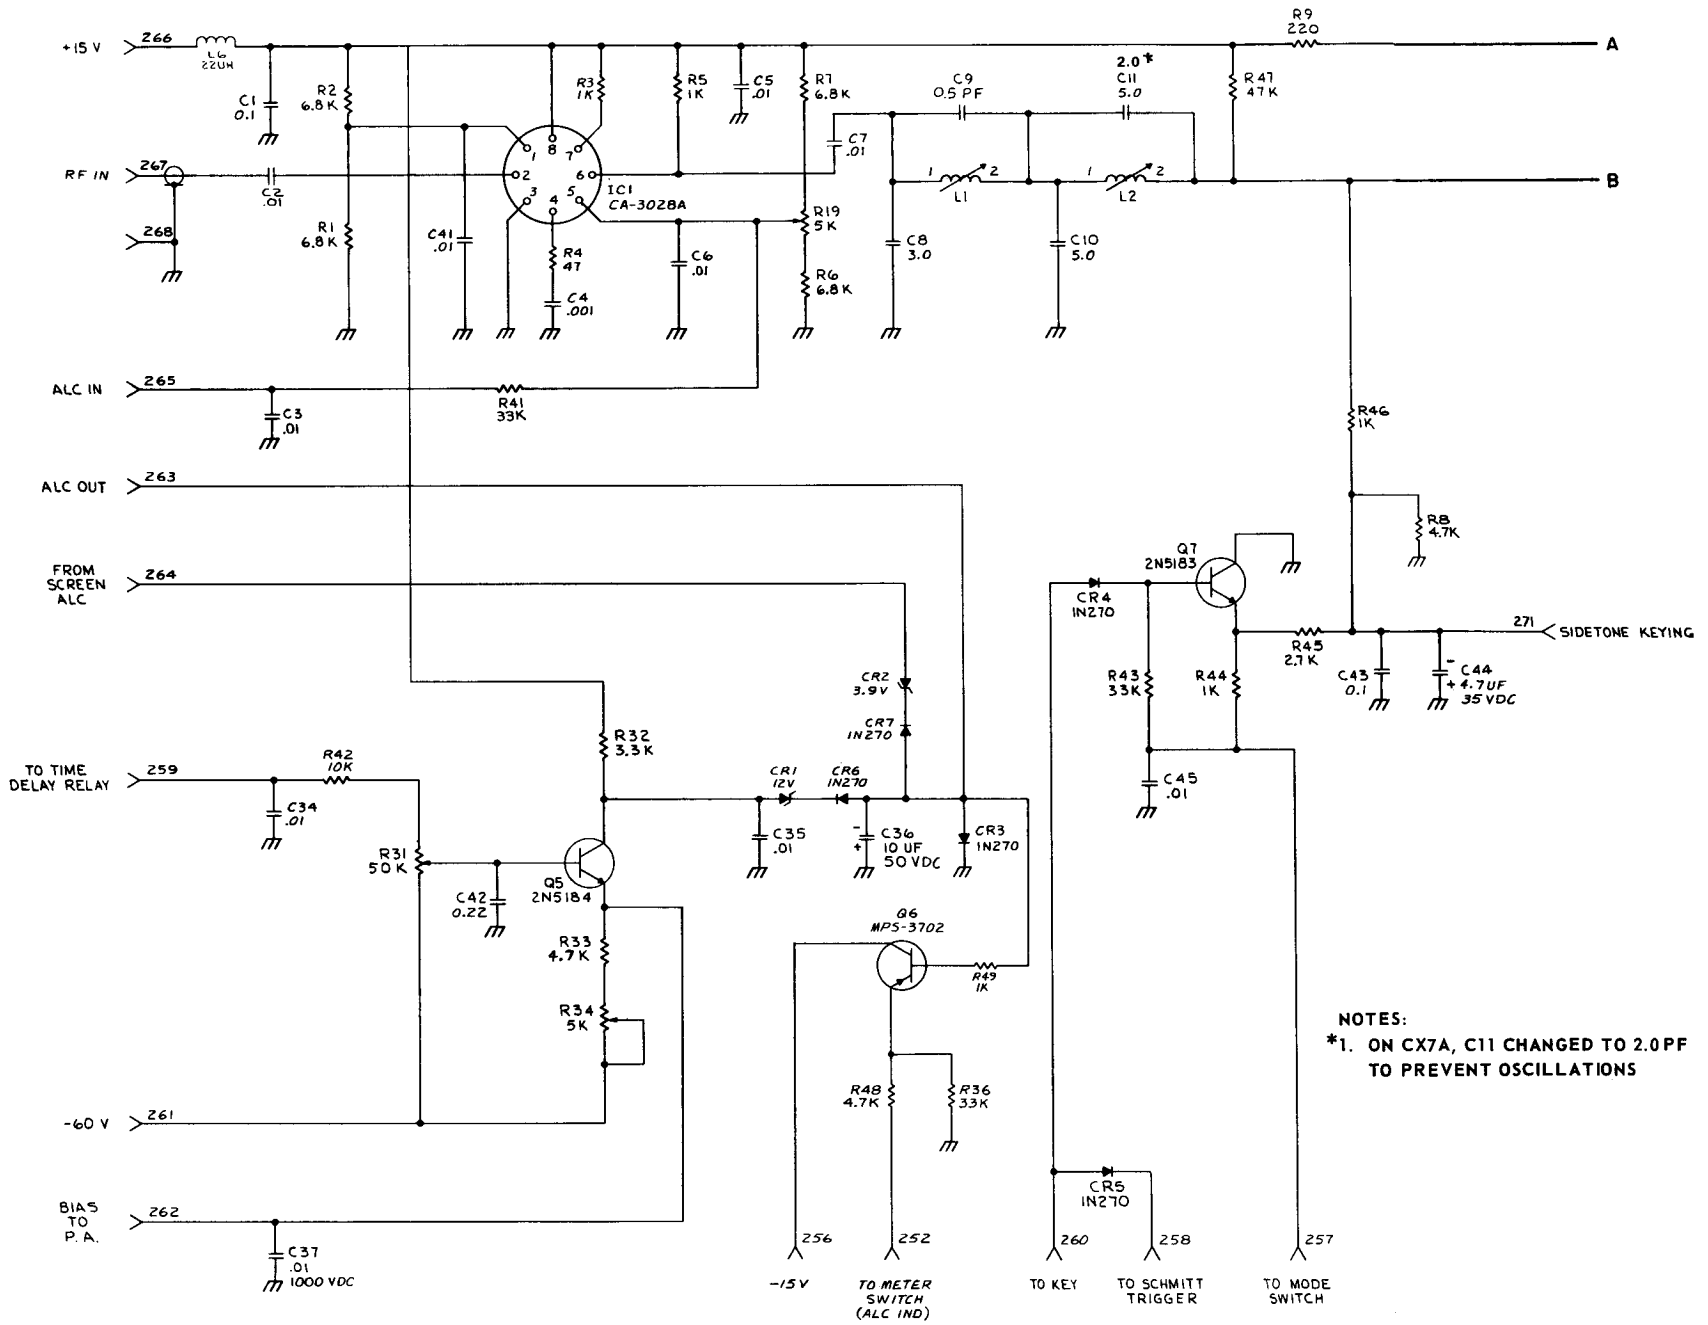 +15 V
266
L6
22UH
C1
0.1
R2
6.8K
R3
1K
R5
1K
C5
.01
R7
6.8K
C9
0.5 PF
2.0*
C11
5.0
R9
220
A
R47
47K
RF IN
267
268
C2
.01
R1
6.8K
C41
.01
1
8
7
2
6
3
4
5
IC1
CA-3028A
R4
47
C4
.001
C6
.01
R19
5K
R6
6.8K
C7
.01
1
2
L1
1
2
L2
B
C8
3.0
C10
5.0
ALC IN
265
C3
.01
R41
33K
R46
1K
ALC OUT
263
R8
4.7K
FROM
SCREEN
ALC
264
Q7
2N5183
CR4
1N270
R45
2.7K
271
SIDETONE KEYING
R43
33K
R44
1K
C43
0.1
-
+
C44
4.7UF
35 VDC
C45
.01
CR2
3.9V
CR7
1N270
R32
3.3K
TO TIME
DELAY RELAY
259
R42
10K
C34
.01
CR1
12V
CR6
1N270
C35
.01
-
+
C36
10 UF
50 VDC
CR3
1N270
R31
50K
C42
0.22
Q5
2N5184
R33
4.7K
R34
5K
Q6
MPS-3702
R49
1K
R48
4.7K
R36
33K
-60 V
261
BIAS
TO
P.A.
262
C37
.01
1000 VDC
CR5
1N270
256
-15V
252
TO METER
SWITCH
(ALC IND)
260
TO KEY
258
TO SCHMITT
TRIGGER
257
TO MODE
SWITCH
NOTES:
*1. ON CX7A, C11 CHANGED TO 2.0PF
TO PREVENT OSCILLATIONS